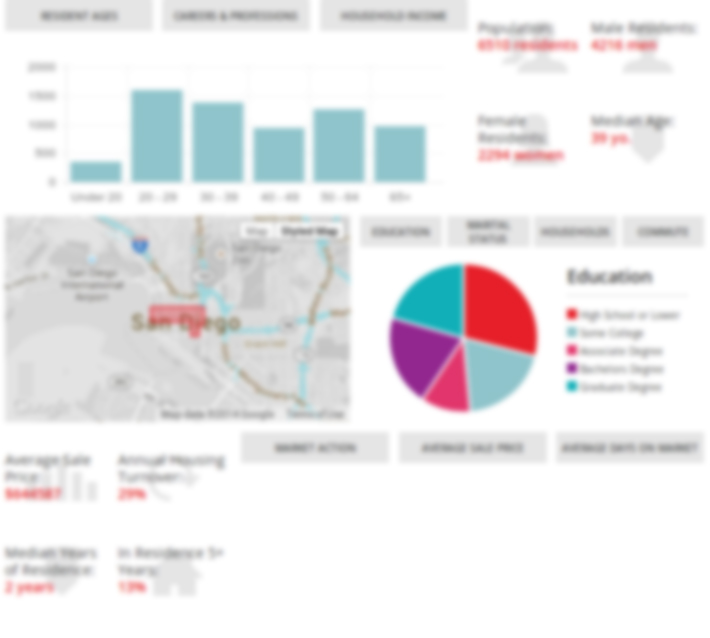 RESIDENT AGES
CAREERS & PROFESSIONS
HOUSEHOLD INCOME
Population:
6510 residents
Male Residents:
4216 men
Female
Residents:
2294 women
Median Age:
39 yo.
2000
1500
1000
500
0
Under 20
20 - 29
30 - 39
40 - 49
50 - 64
65+
Map
Styled Map
San Diego
Zoo
San Diego
International
Airport
San Diego
Map data ©2014 Google
Terms of Use
EDUCATION
MARITAL
STATUS
HOUSEHOLDS
COMMUTE
Education
High School or Lower
Some College
Associate Degree
Bachelors Degree
Graduate Degree
MARKET ACTION
AVERAGE SALE PRICE
AVERAGE DAYS ON MARKET
Average Sale
Price:
Annual Housing
Turnover:
29%
Median Years
of Residence:
2 years
In Residence 5+
Years:
13%